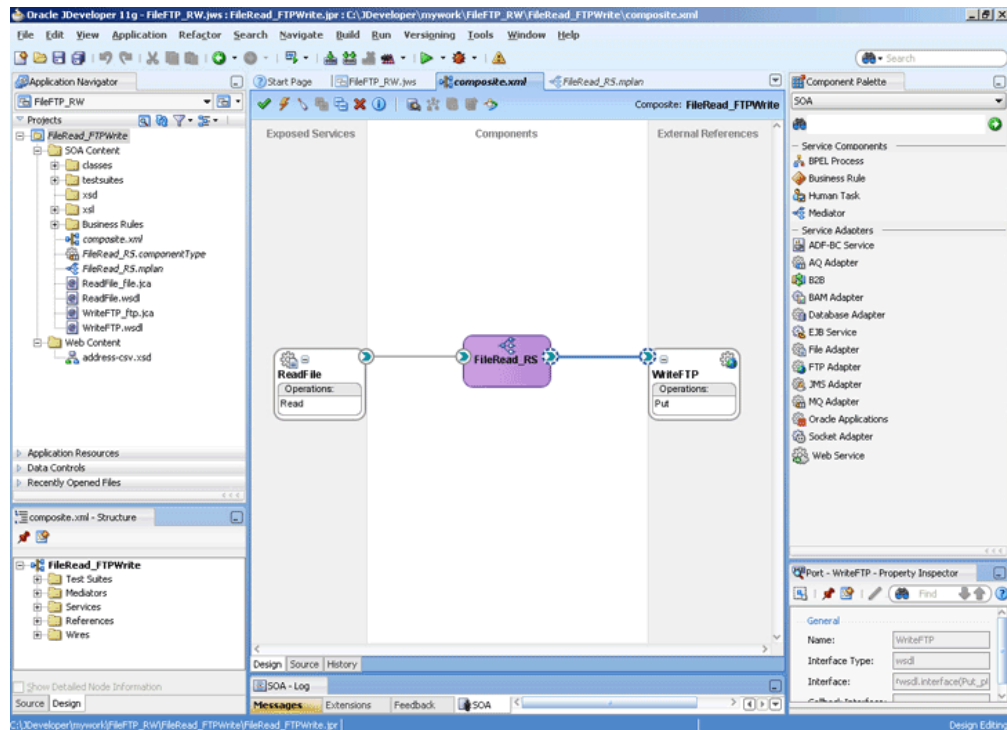 Oracle JDeveloper 11g - FileFTP_RW.jws : FileRead_FTPWrite.jpr : C:\JDeveloper\mywork\FileFTP_RW\FileRead_FTPWrite\composite.xml
File Edit View Application Refactor Search Navigate Build Run Versioning Tools Window Help
Search
Application Navigator
FileFTP_RW
Projects
FileRead_FTPWrite
SOA Content
classes
testsuites
xsd
xsl
Business Rules
composite.xml
FileRead_RS.componentType
FileRead_RS.mplan
ReadFile_file.jca
ReadFile.wsdl
WriteFTP_ftp.jca
WriteFTP.wsdl
Web Content
address-csv.xsd
Application Resources
Data Controls
Recently Opened Files
composite.xml - Structure
FileRead_FTPWrite
Test Suites
Mediators
Services
References
Wires
Show Detailed Node Information
Source Design
Start Page FileFTP_RW.jws composite.xml FileRead_RS.mplan
Composite: FileRead_FTPWrite
Exposed Services Components External References
ReadFile
Operations:
Read
FileRead_RS
WriteFTP
Operations:
Put
Design Source History
SOA - Log
Messages Extensions Feedback SOA
Component Palette
SOA
Service Components
BPEL Process
Business Rule
Human Task
Mediator
Service Adapters
ADF-BC Service
AQ Adapter
B2B
BAM Adapter
Database Adapter
EJB Service
File Adapter
FTP Adapter
JMS Adapter
MQ Adapter
Oracle Applications
Socket Adapter
Web Service
Port - WriteFTP - Property Inspector
Find
General
Name: WriteFTP
Interface Type: wsdl
Interface: rwsdl.interface(Put_pl
C:\JDeveloper\mywork\FileFTP_RW\FileRead_FTPWrite\FileRead_FTPWrite.jpr
Design Editing